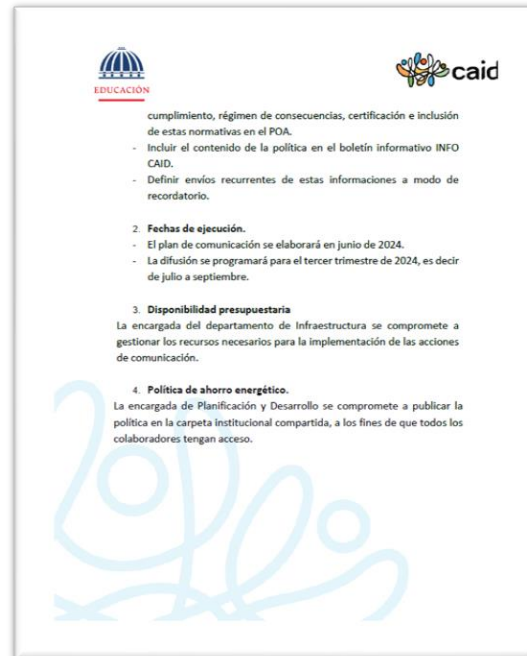 EDUCACIÓN
caid
cumplimiento, régimen de consecuencias, certificación e inclusión
de estas normativas en el POA.
- Incluir el contenido de la política en el boletín informativo INFO
CAID.
- Definir envíos recurrentes de estas informaciones a modo de
recordatorio.
2. Fechas de ejecución.
- El plan de comunicación se elaborará en junio de 2024.
- La difusión se programará para el tercer trimestre de 2024, es decir
de julio a septiembre.
3. Disponibilidad presupuestaria
La encargada del departamento de Infraestructura se compromete a
gestionar los recursos necesarios para la implementación de las acciones
de comunicación.
4. Política de ahorro energético.
La encargada de Planificación y Desarrollo se compromete a publicar la
política en la carpeta institucional compartida, a los fines de que todos los
colaboradores tengan acceso.